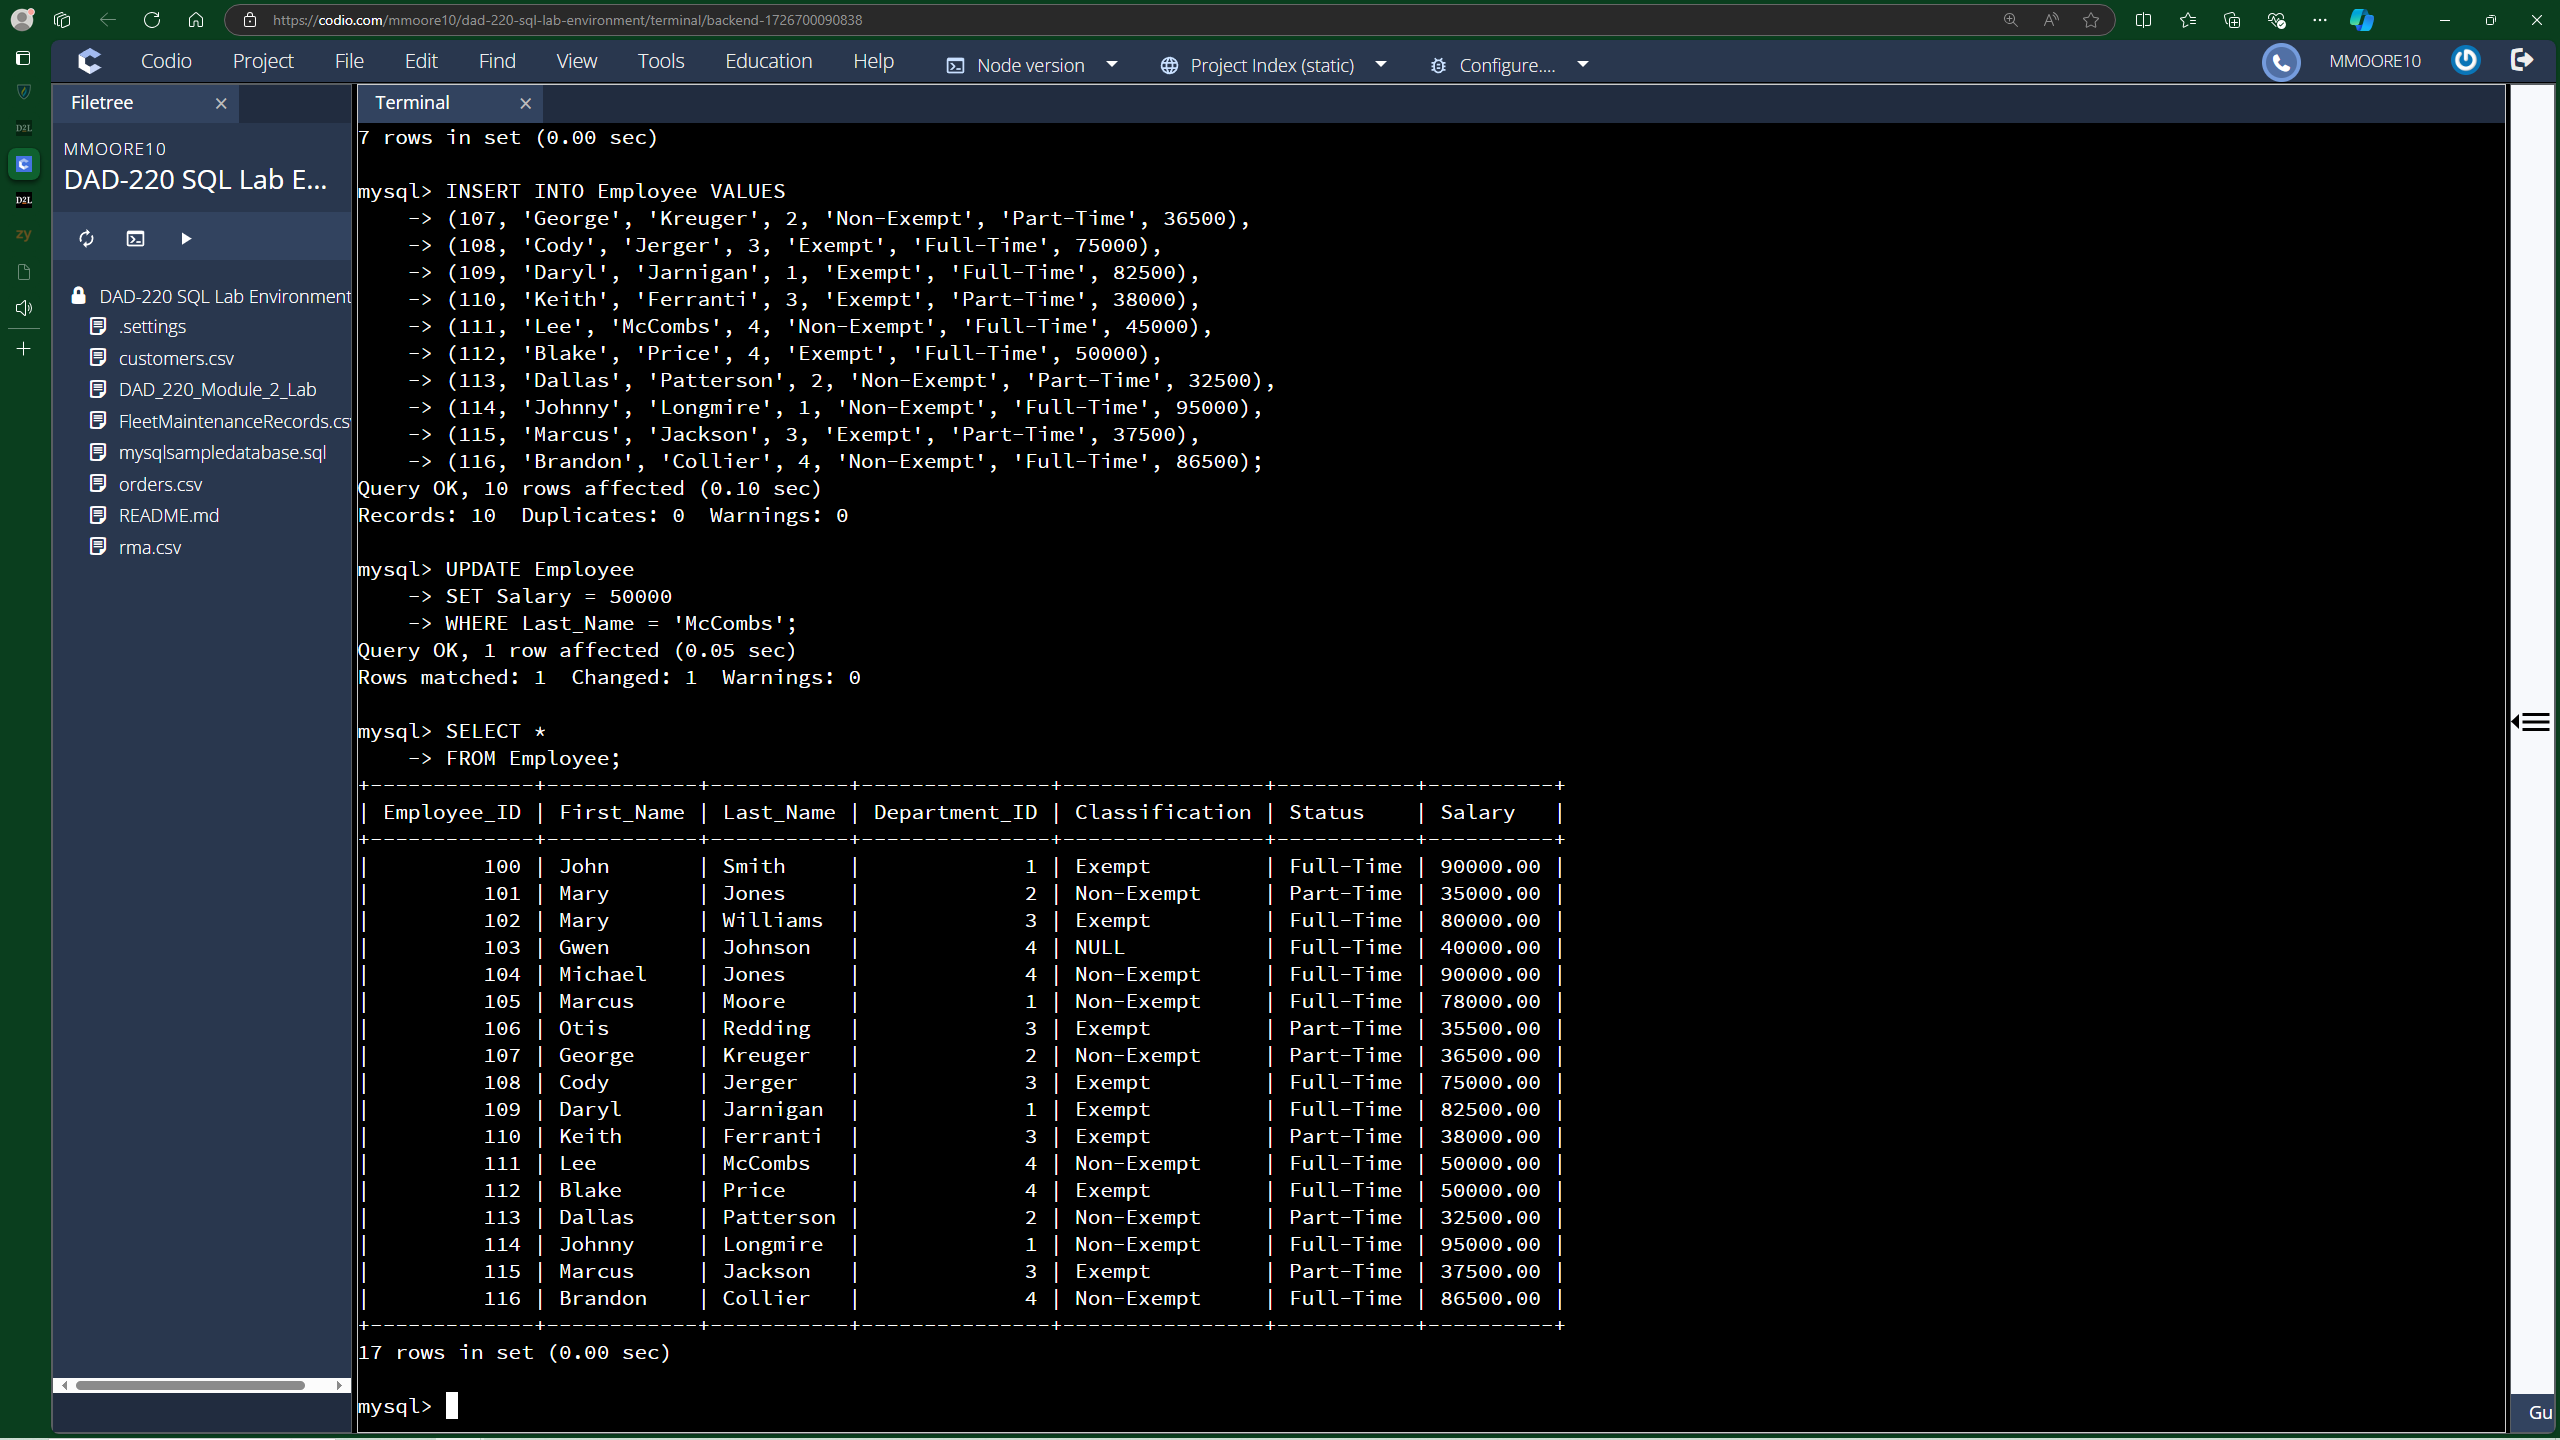 https://codio.com/mmoore10/dad-220-sql-lab-environment/terminal/backend-1726700090838
Codio Project File Edit Find View Tools Education Help Node version Project Index (static) Configure.... MMOORE10
Filetree
Terminal
D2L
D2L
zy
MMOORE10
DAD-220 SQL Lab E...
DAD-220 SQL Lab Environment
.settings
customers.csv
DAD_220_Module_2_Lab
FleetMaintenanceRecords.cs
mysqlsampledatabase.sql
orders.csv
README.md
rma.csv
7 rows in set (0.00 sec)
mysql> INSERT INTO Employee VALUES
-> (107, 'George', 'Kreuger', 2, 'Non-Exempt', 'Part-Time', 36500),
-> (108, 'Cody', 'Jerger', 3, 'Exempt', 'Full-Time', 75000),
-> (109, 'Daryl', 'Jarnigan', 1, 'Exempt', 'Full-Time', 82500),
-> (110, 'Keith', 'Ferranti', 3, 'Exempt', 'Part-Time', 38000),
-> (111, 'Lee', 'McCombs', 4, 'Non-Exempt', 'Full-Time', 45000),
-> (112, 'Blake', 'Price', 4, 'Exempt', 'Full-Time', 50000),
-> (113, 'Dallas', 'Patterson', 2, 'Non-Exempt', 'Part-Time', 32500),
-> (114, 'Johnny', 'Longmire', 1, 'Non-Exempt', 'Full-Time', 95000),
-> (115, 'Marcus', 'Jackson', 3, 'Exempt', 'Part-Time', 37500),
-> (116, 'Brandon', 'Collier', 4, 'Non-Exempt', 'Full-Time', 86500);
Query OK, 10 rows affected (0.10 sec)
Records: 10  Duplicates: 0  Warnings: 0
mysql> UPDATE Employee
-> SET Salary = 50000
-> WHERE Last_Name = 'McCombs';
Query OK, 1 row affected (0.05 sec)
Rows matched: 1  Changed: 1  Warnings: 0
mysql> SELECT *
-> FROM Employee;
+-------------+------------+-----------+---------------+----------------+-----------+----------+
| Employee_ID | First_Name | Last_Name | Department_ID | Classification | Status    | Salary   |
+-------------+------------+-----------+---------------+----------------+-----------+----------+
|         100 | John       | Smith     |             1 | Exempt         | Full-Time | 90000.00 |
|         101 | Mary       | Jones     |             2 | Non-Exempt     | Part-Time | 35000.00 |
|         102 | Mary       | Williams  |             3 | Exempt         | Full-Time | 80000.00 |
|         103 | Gwen       | Johnson   |             4 | NULL           | Full-Time | 40000.00 |
|         104 | Michael    | Jones     |             4 | Non-Exempt     | Full-Time | 90000.00 |
|         105 | Marcus     | Moore     |             1 | Non-Exempt     | Full-Time | 78000.00 |
|         106 | Otis       | Redding   |             3 | Exempt         | Part-Time | 35500.00 |
|         107 | George     | Kreuger   |             2 | Non-Exempt     | Part-Time | 36500.00 |
|         108 | Cody       | Jerger    |             3 | Exempt         | Full-Time | 75000.00 |
|         109 | Daryl      | Jarnigan  |             1 | Exempt         | Full-Time | 82500.00 |
|         110 | Keith      | Ferranti  |             3 | Exempt         | Part-Time | 38000.00 |
|         111 | Lee        | McCombs   |             4 | Non-Exempt     | Full-Time | 50000.00 |
|         112 | Blake      | Price     |             4 | Exempt         | Full-Time | 50000.00 |
|         113 | Dallas     | Patterson |             2 | Non-Exempt     | Part-Time | 32500.00 |
|         114 | Johnny     | Longmire  |             1 | Non-Exempt     | Full-Time | 95000.00 |
|         115 | Marcus     | Jackson   |             3 | Exempt         | Part-Time | 37500.00 |
|         116 | Brandon    | Collier   |             4 | Non-Exempt     | Full-Time | 86500.00 |
+-------------+------------+-----------+---------------+----------------+-----------+----------+
17 rows in set (0.00 sec)
mysql>
Gu